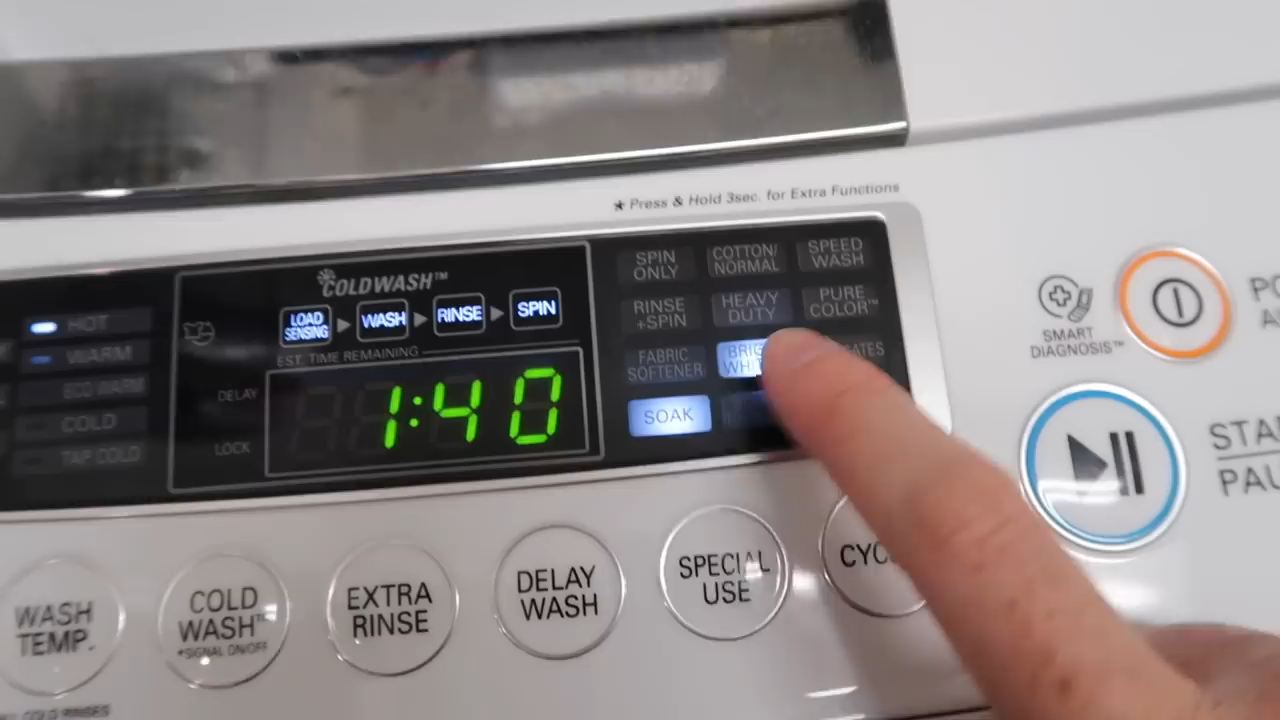 ★ Press & Hold 3sec. for Extra Functions
COLDWASH™
LOAD
SENSING
WASH
RINSE
SPIN
EST. TIME REMAINING
DELAY
LOCK
1:40
HOT
WARM
ECO WARM
COLD
TAP COLD
SPIN
ONLY
COTTON/
NORMAL
SPEED
WASH
RINSE
+SPIN
HEAVY
DUTY
PURE
COLOR™
FABRIC
SOFTENER
SOAK
SMART
DIAGNOSIS™
WASH
TEMP.
COLD
WASH™
*SIGNAL ON/OFF
EXTRA
RINSE
DELAY
WASH
SPECIAL
USE
COLD RINSES